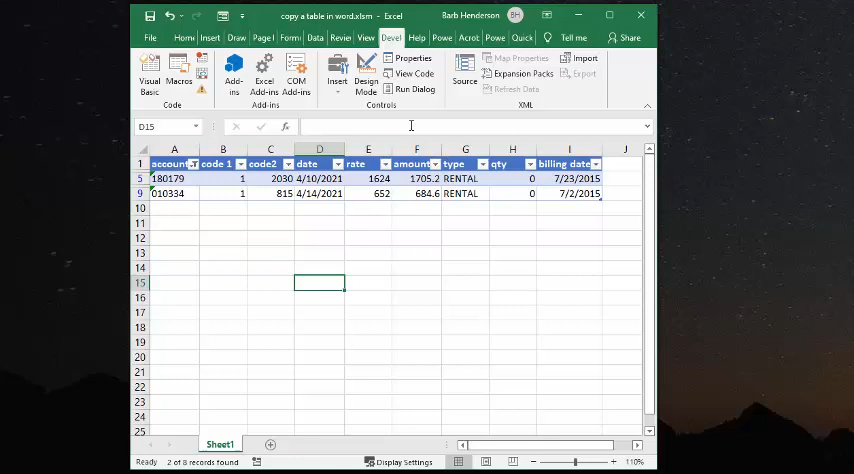 copy a table in word.xlsm - Excel
Barb Henderson
BH
File Hom Insert Draw Page l Form Data Revie View Devel Help Powe Acrot Powe Quick Tell me Share
Visual Basic
Macros
Add-ins
Excel Add-ins
COM Add-ins
Insert
Design Mode
Properties
View Code
Run Dialog
Source
Map Properties
Expansion Packs
Refresh Data
Import
Export
Code Add-ins Controls XML
D15 fx
A B C D E F G H I J
1 account code 1 code2 date rate amount type qty billing date
5 180179 1 2030 4/10/2021 1624 1705.2 RENTAL 0 7/23/2015
9 010334 1 815 4/14/2021 652 684.6 RENTAL 0 7/2/2015
10
11
12
13
14
15
16
17
18
19
20
21
22
23
24
25
Sheet1
Ready 2 of 8 records found Display Settings 110%